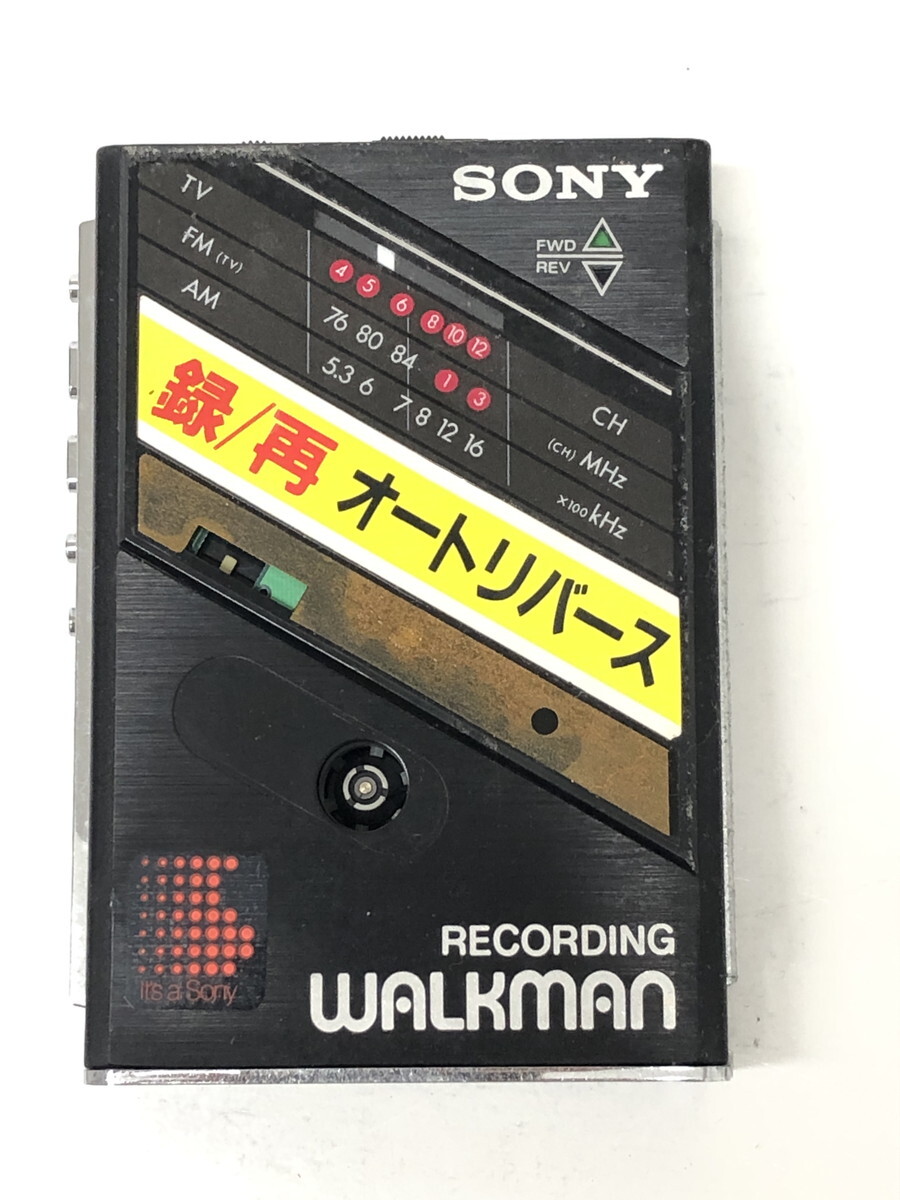 SONY
FWD
REV
TV
FM (TV)
AM
4 5 6 8 10 12
76 80 84 1 3
5.3 6 7 8 12 16
CH
(CH) MHz
×100kHz
録/再 オートリバース
It's a Sony
RECORDING
WALKMAN